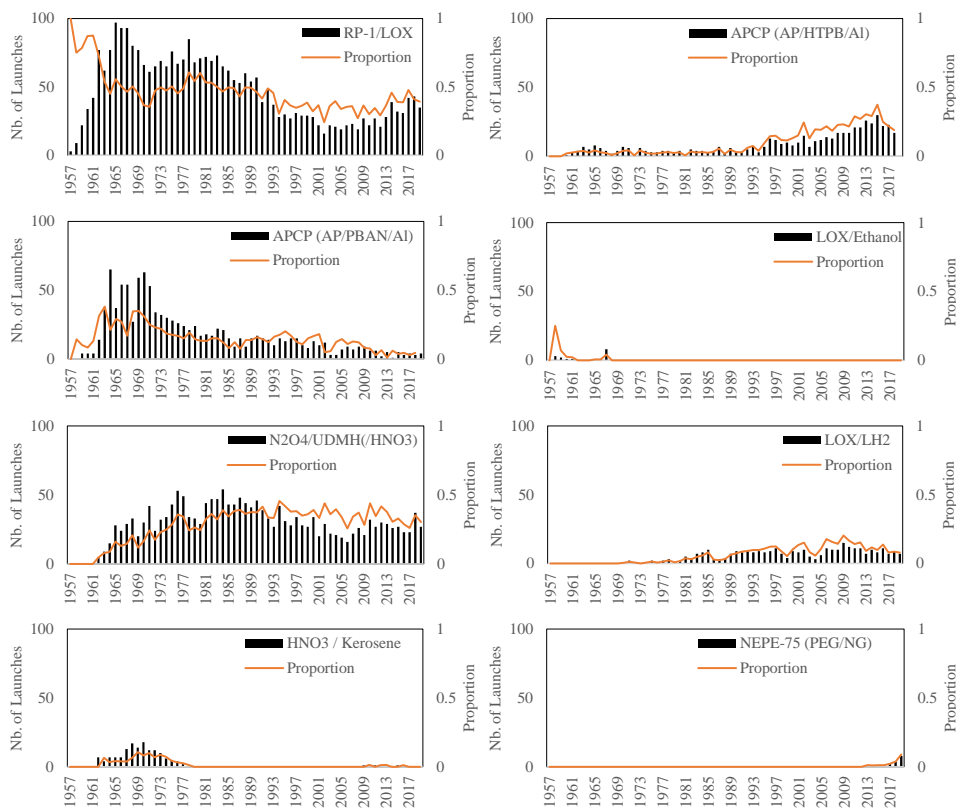 100
50
0
Nb. of Launches
RP-1/LOX
Proportion
1
0.5
0
Proportion
1957 1961 1965 1969 1973 1977 1981 1985 1989 1993 1997 2001 2005 2009 2013 2017
100
50
0
Nb. of Launches
APCP (AP/HTPB/Al)
Proportion
1
0.5
0
Proportion
1957 1961 1965 1969 1973 1977 1981 1985 1989 1993 1997 2001 2005 2009 2013 2017
100
50
0
Nb. of Launches
APCP (AP/PBAN/Al)
Proportion
1
0.5
0
Proportion
1957 1961 1965 1969 1973 1977 1981 1985 1989 1993 1997 2001 2005 2009 2013 2017
100
50
0
Nb. of Launches
LOX/Ethanol
Proportion
1
0.5
0
Proportion
1957 1961 1965 1969 1973 1977 1981 1985 1989 1993 1997 2001 2005 2009 2013 2017
100
50
0
Nb. of Launches
N2O4/UDMH(/HNO3)
Proportion
1
0.5
0
Proportion
1957 1961 1965 1969 1973 1977 1981 1985 1989 1993 1997 2001 2005 2009 2013 2017
100
50
0
Nb. of Launches
LOX/LH2
Proportion
1
0.5
0
Proportion
1957 1961 1965 1969 1973 1977 1981 1985 1989 1993 1997 2001 2005 2009 2013 2017
100
50
0
Nb. of Launches
HNO3 / Kerosene
Proportion
1
0.5
0
Proportion
1957 1961 1965 1969 1973 1977 1981 1985 1989 1993 1997 2001 2005 2009 2013 2017
100
50
0
Nb. of Launches
NEPE-75 (PEG/NG)
Proportion
1
0.5
0
Proportion
1957 1961 1965 1969 1973 1977 1981 1985 1989 1993 1997 2001 2005 2009 2013 2017